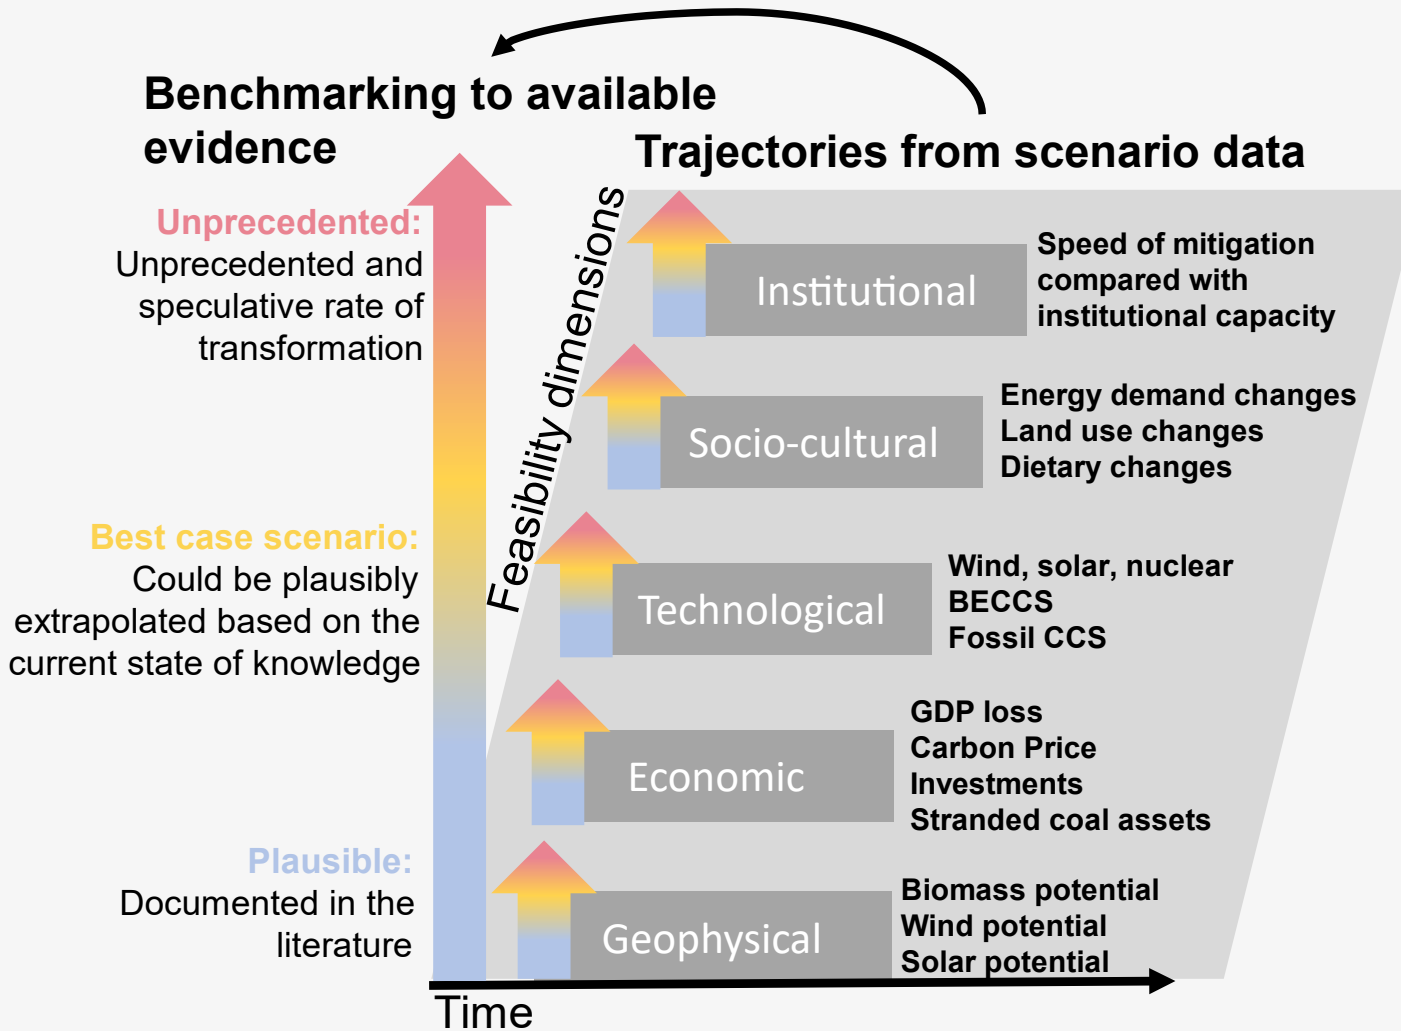 Benchmarking to available
evidence
Trajectories from scenario data
Unprecedented:
Unprecedented and
speculative rate of
transformation
Best case scenario:
Could be plausibly
extrapolated based on the
current state of knowledge
Plausible:
Documented in the
literature
Feasibility dimensions
Institutional
Speed of mitigation
compared with
institutional capacity
Socio-cultural
Energy demand changes
Land use changes
Dietary changes
Technological
Wind, solar, nuclear
BECCS
Fossil CCS
Economic
GDP loss
Carbon Price
Investments
Stranded coal assets
Geophysical
Biomass potential
Wind potential
Solar potential
Time